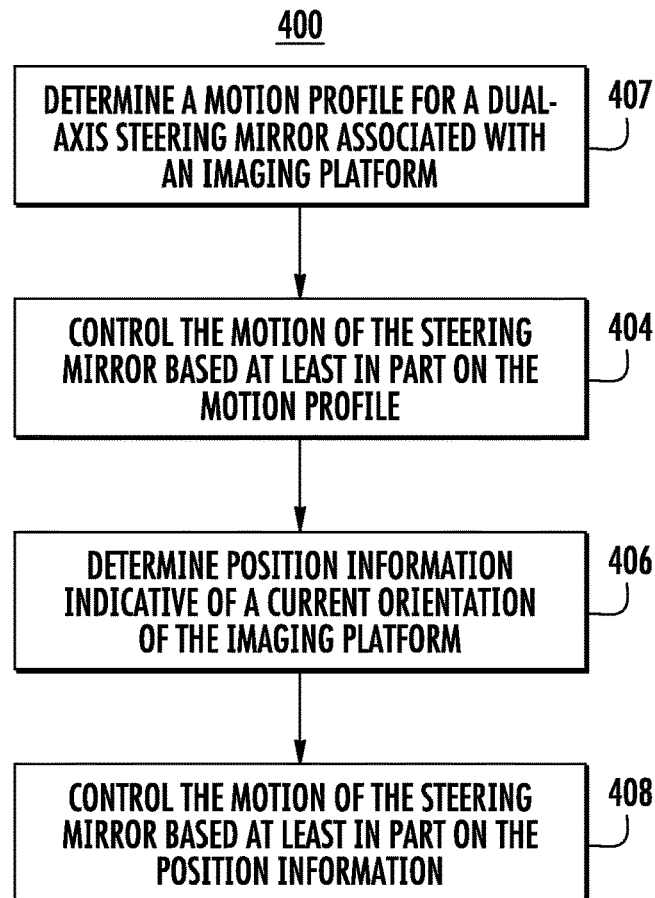 400
DETERMINE A MOTION PROFILE FOR A DUAL-
AXIS STEERING MIRROR ASSOCIATED WITH
AN IMAGING PLATFORM
407
CONTROL THE MOTION OF THE STEERING
MIRROR BASED AT LEAST IN PART ON THE
MOTION PROFILE
404
DETERMINE POSITION INFORMATION
INDICATIVE OF A CURRENT ORIENTATION
OF THE IMAGING PLATFORM
406
CONTROL THE MOTION OF THE STEERING
MIRROR BASED AT LEAST IN PART ON THE
POSITION INFORMATION
408